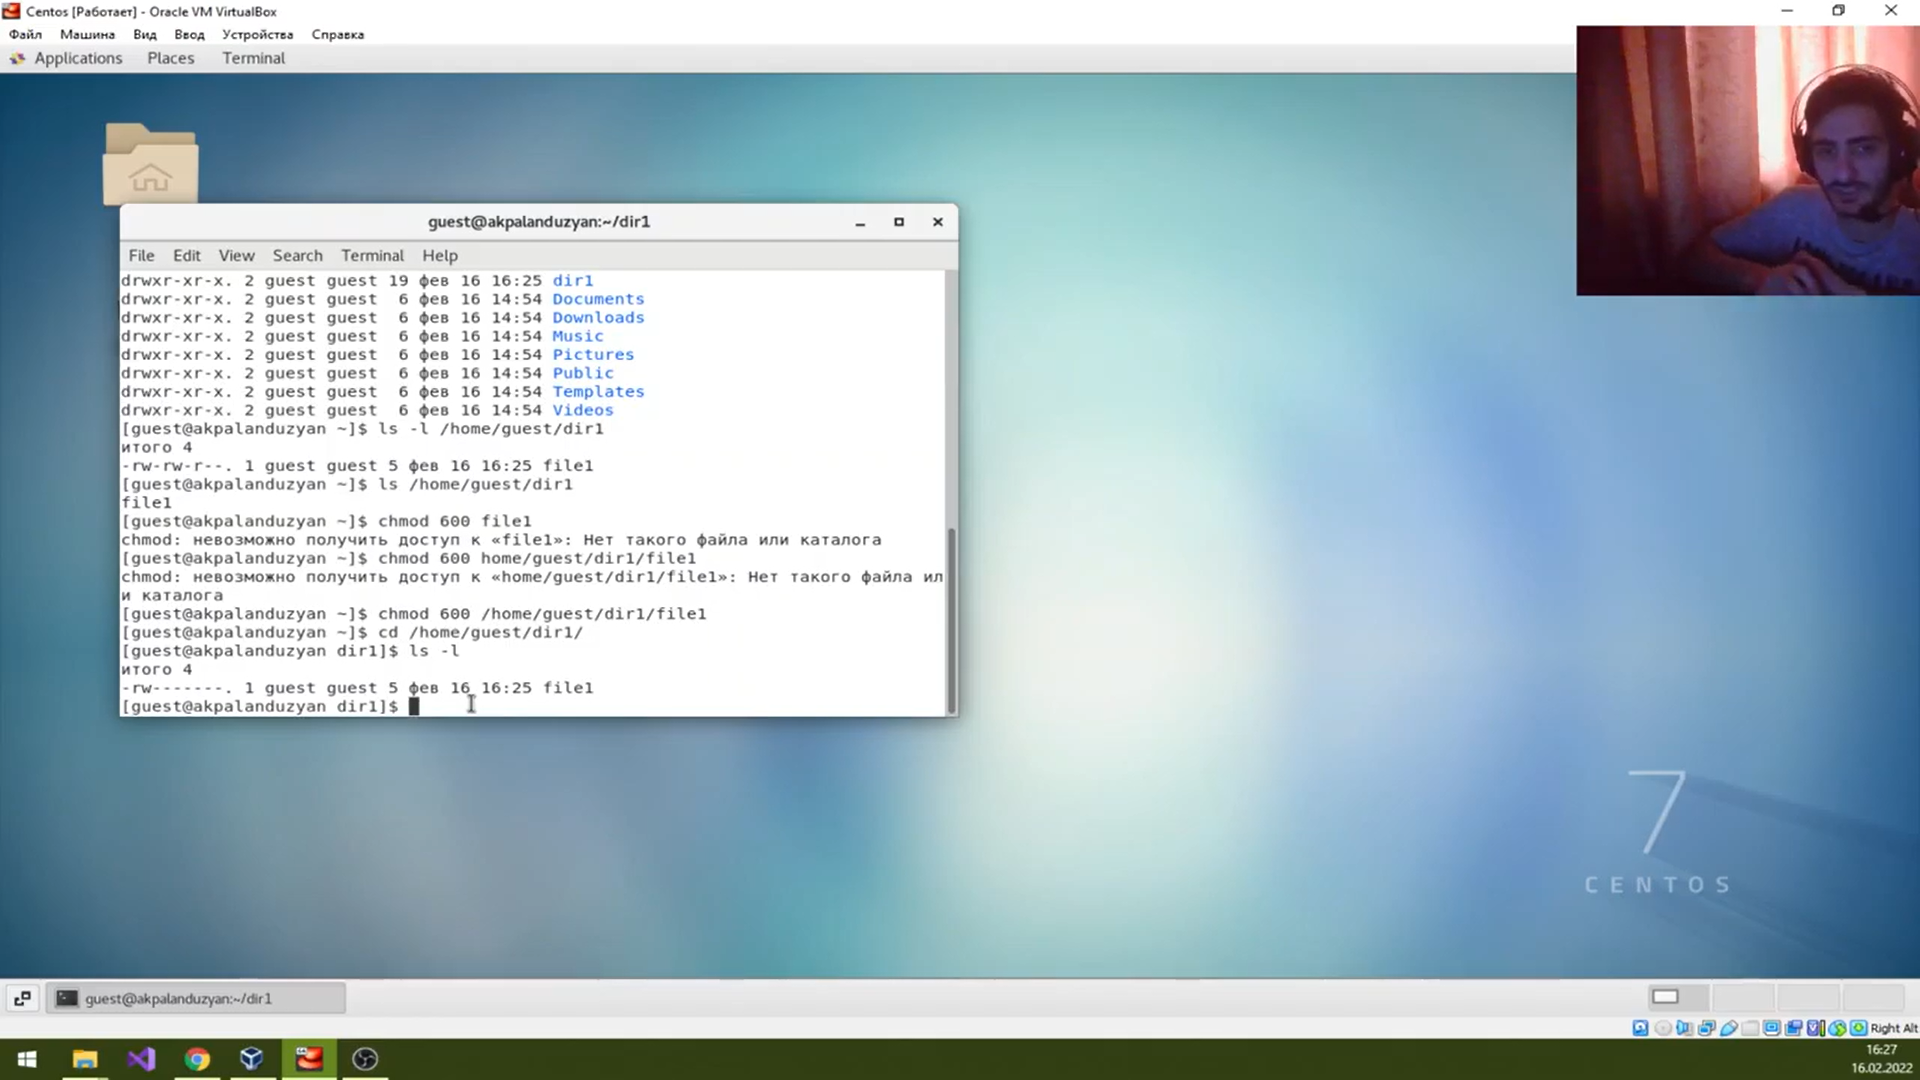 Centos [Работает] - Oracle VM VirtualBox
Файл Машина Вид Ввод Устройства Справка
Applications Places Terminal
guest@akpalanduzyan:~/dir1
File Edit View Search Terminal Help
drwxr-xr-x. 2 guest guest 19 фев 16 16:25 dir1
drwxr-xr-x. 2 guest guest  6 фев 16 14:54 Documents
drwxr-xr-x. 2 guest guest  6 фев 16 14:54 Downloads
drwxr-xr-x. 2 guest guest  6 фев 16 14:54 Music
drwxr-xr-x. 2 guest guest  6 фев 16 14:54 Pictures
drwxr-xr-x. 2 guest guest  6 фев 16 14:54 Public
drwxr-xr-x. 2 guest guest  6 фев 16 14:54 Templates
drwxr-xr-x. 2 guest guest  6 фев 16 14:54 Videos
[guest@akpalanduzyan ~]$ ls -l /home/guest/dir1
итого 4
-rw-rw-r--. 1 guest guest 5 фев 16 16:25 file1
[guest@akpalanduzyan ~]$ ls /home/guest/dir1
file1
[guest@akpalanduzyan ~]$ chmod 600 file1
chmod: невозможно получить доступ к «file1»: Нет такого файла или каталога
[guest@akpalanduzyan ~]$ chmod 600 home/guest/dir1/file1
chmod: невозможно получить доступ к «home/guest/dir1/file1»: Нет такого файла ил
и каталога
[guest@akpalanduzyan ~]$ chmod 600 /home/guest/dir1/file1
[guest@akpalanduzyan ~]$ cd /home/guest/dir1/
[guest@akpalanduzyan dir1]$ ls -l
итого 4
-rw-------. 1 guest guest 5 фев 16 16:25 file1
[guest@akpalanduzyan dir1]$
7
CENTOS
guest@akpalanduzyan:~/dir1
Right Alt
16:27
16.02.2022